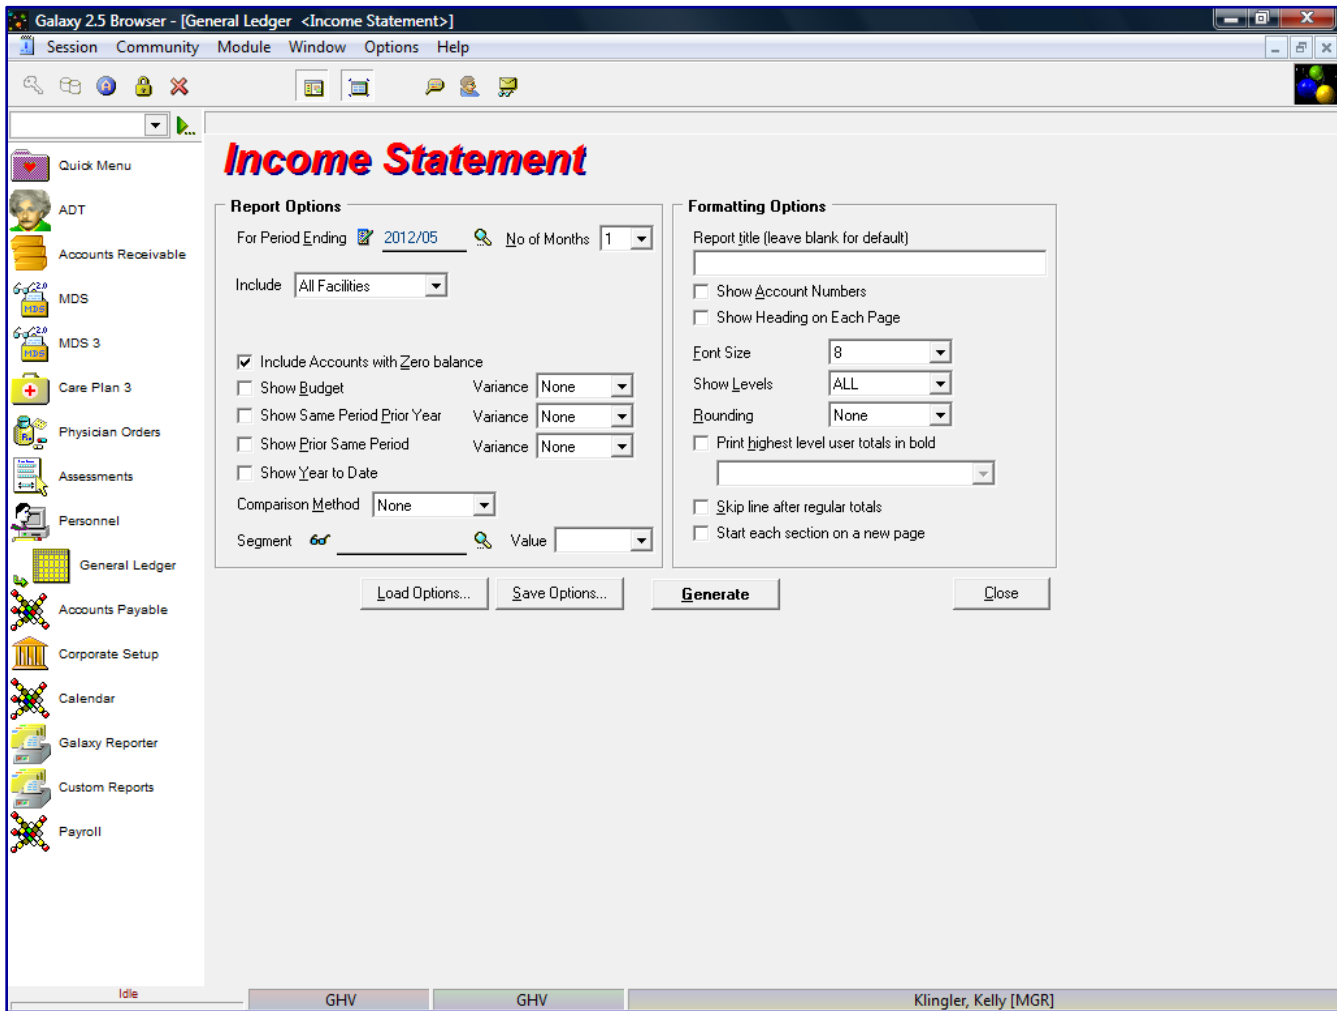 Galaxy 2.5 Browser - [General Ledger <Income Statement>]
Session Community Module Window Options Help
Income Statement
Quick Menu
ADT
Accounts Receivable
MDS
MDS 3
Care Plan 3
Physician Orders
Assessments
Personnel
General Ledger
Accounts Payable
Corporate Setup
Calendar
Galaxy Reporter
Custom Reports
Payroll
Report Options
For Period Ending 2012/05 No of Months 1
Include All Facilities
Include Accounts with Zero balance
Show Budget Variance None
Show Same Period Prior Year Variance None
Show Prior Same Period Variance None
Show Year to Date
Comparison Method None
Segment Value
Formatting Options
Report title (leave blank for default)
Show Account Numbers
Show Heading on Each Page
Font Size 8
Show Levels ALL
Rounding None
Print highest level user totals in bold
Skip line after regular totals
Start each section on a new page
Load Options... Save Options... Generate Close
Idle GHV GHV Klingler, Kelly [MGR]